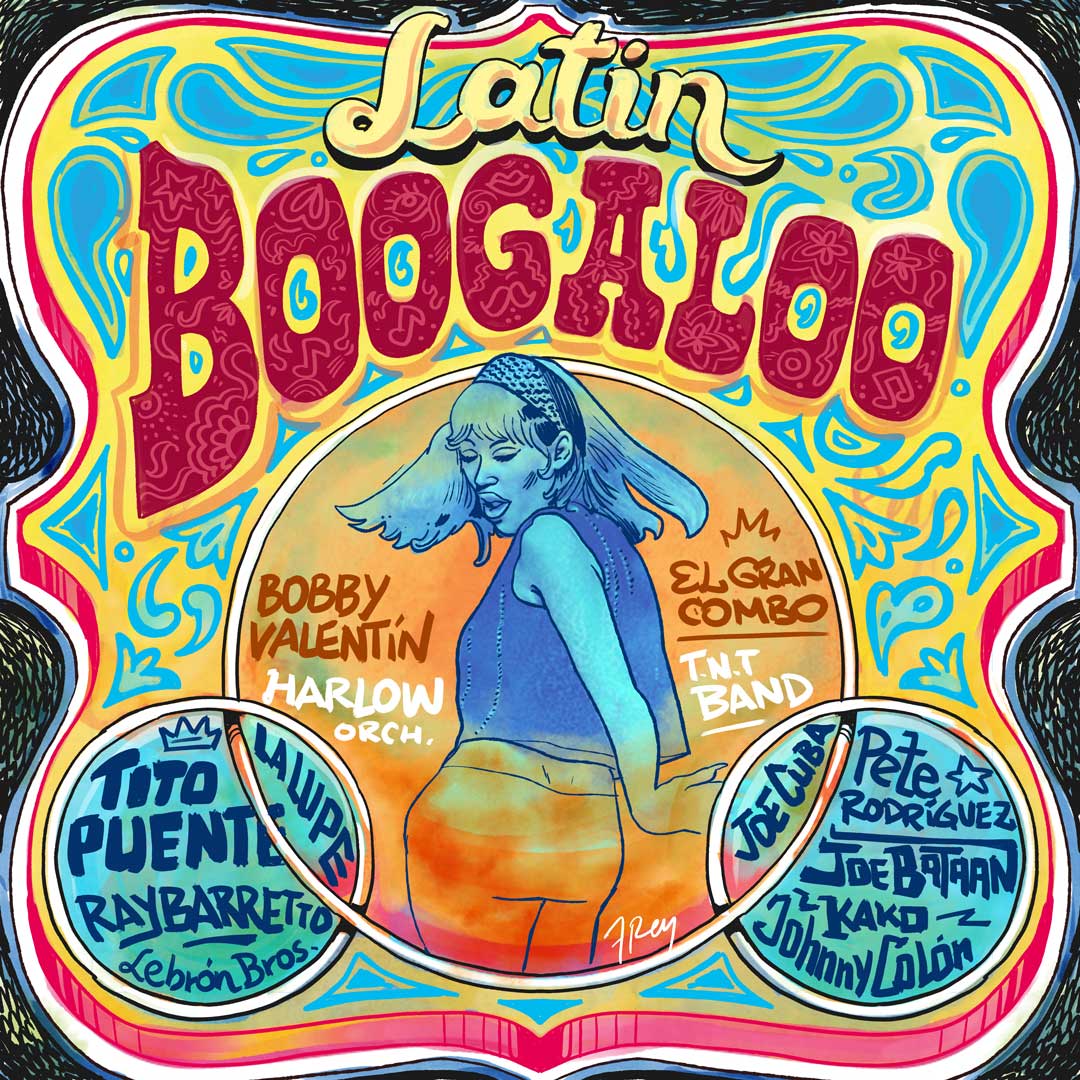 Latin
BOOGALOO
BOBBY
VALENTÍN
HARLOW
ORCH.
EL GRAN
COMBO
T.N.T
BAND
TITO
PUENTE
LA LUPE
RAY BARRETTO
Lebrón Bros.
JOE CUBA
Pete
RODRÍGUEZ
JOE BATAAN
KAKO
Johnny Colón
FRey